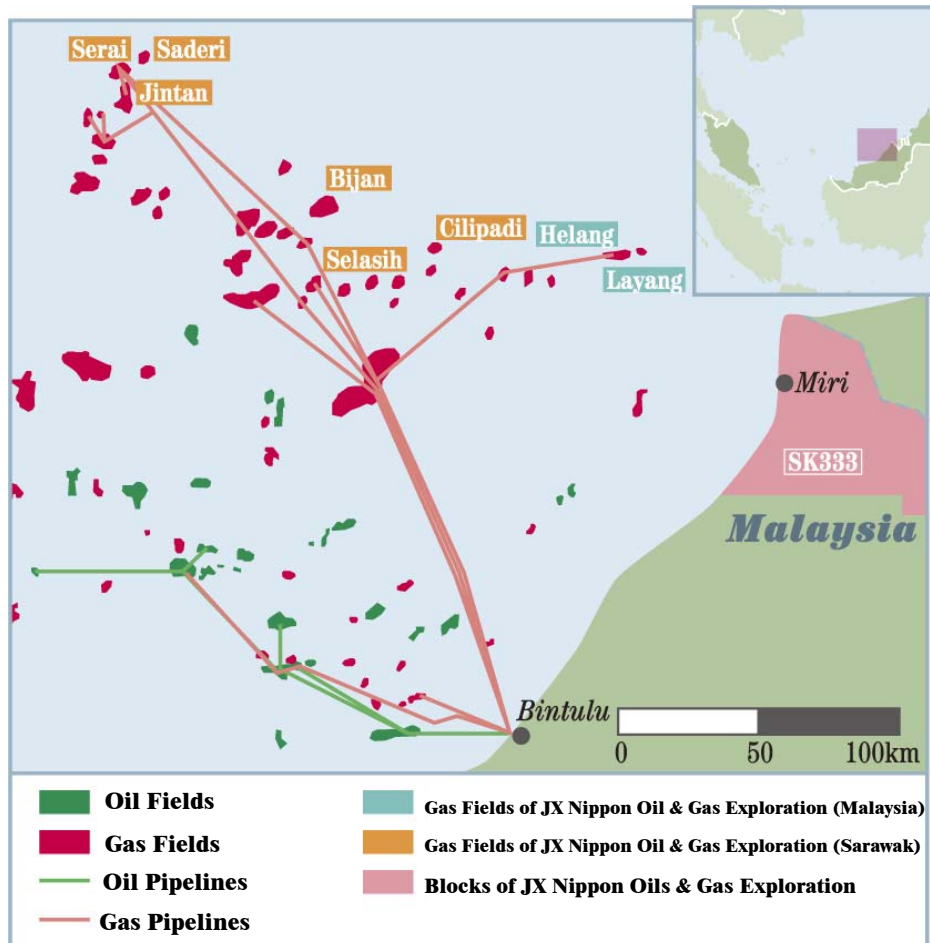 Serai
Saderi
Jintan
Bijan
Cilipadi
Helang
Selasih
Layang
Miri
SK333
Malaysia
Bintulu
0 50 100km
Oil Fields
Gas Fields
Oil Pipelines
Gas Pipelines
Gas Fields of JX Nippon Oil & Gas Exploration (Malaysia)
Gas Fields of JX Nippon Oil & Gas Exploration (Sarawak)
Blocks of JX Nippon Oils & Gas Exploration